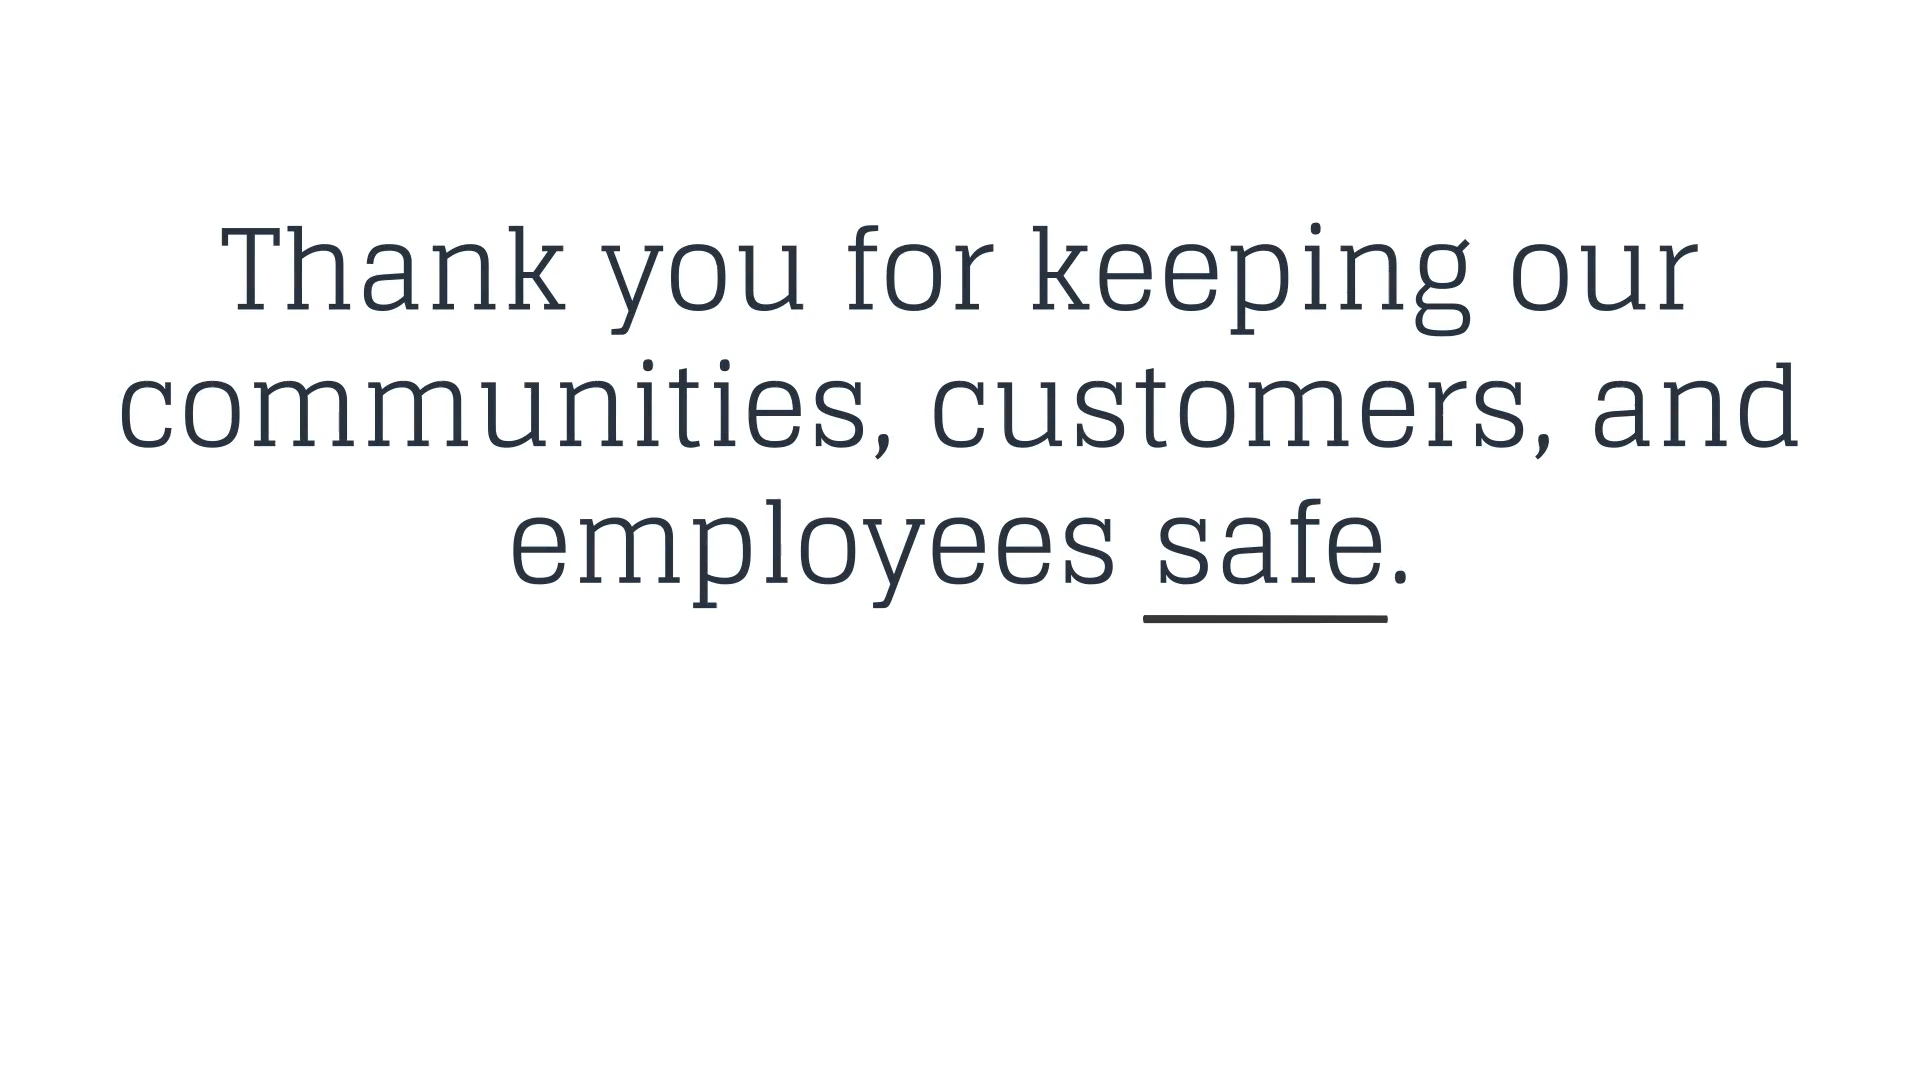 Thank you for keeping our
communities, customers, and
employees safe.